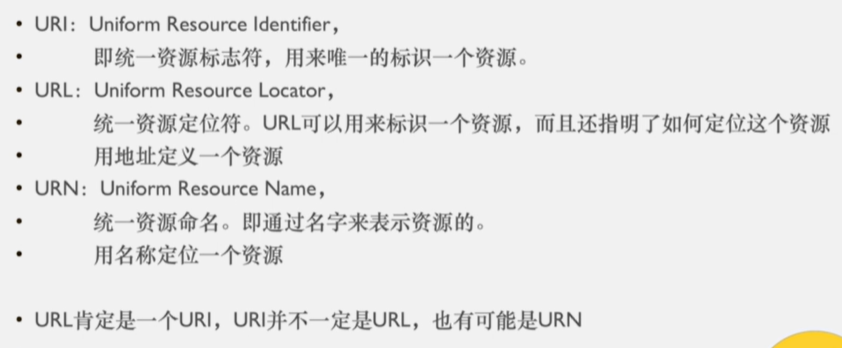 • URI：Uniform Resource Identifier，
• 即统一资源标志符，用来唯一的标识一个资源。
• URL：Uniform Resource Locator，
• 统一资源定位符。URL可以用来标识一个资源，而且还指明了如何定位这个资源
• 用地址定义一个资源
• URN：Uniform Resource Name，
• 统一资源命名。即通过名字来表示资源的。
• 用名称定位一个资源
• URL肯定是一个URI，URI并不一定是URL，也有可能是URN